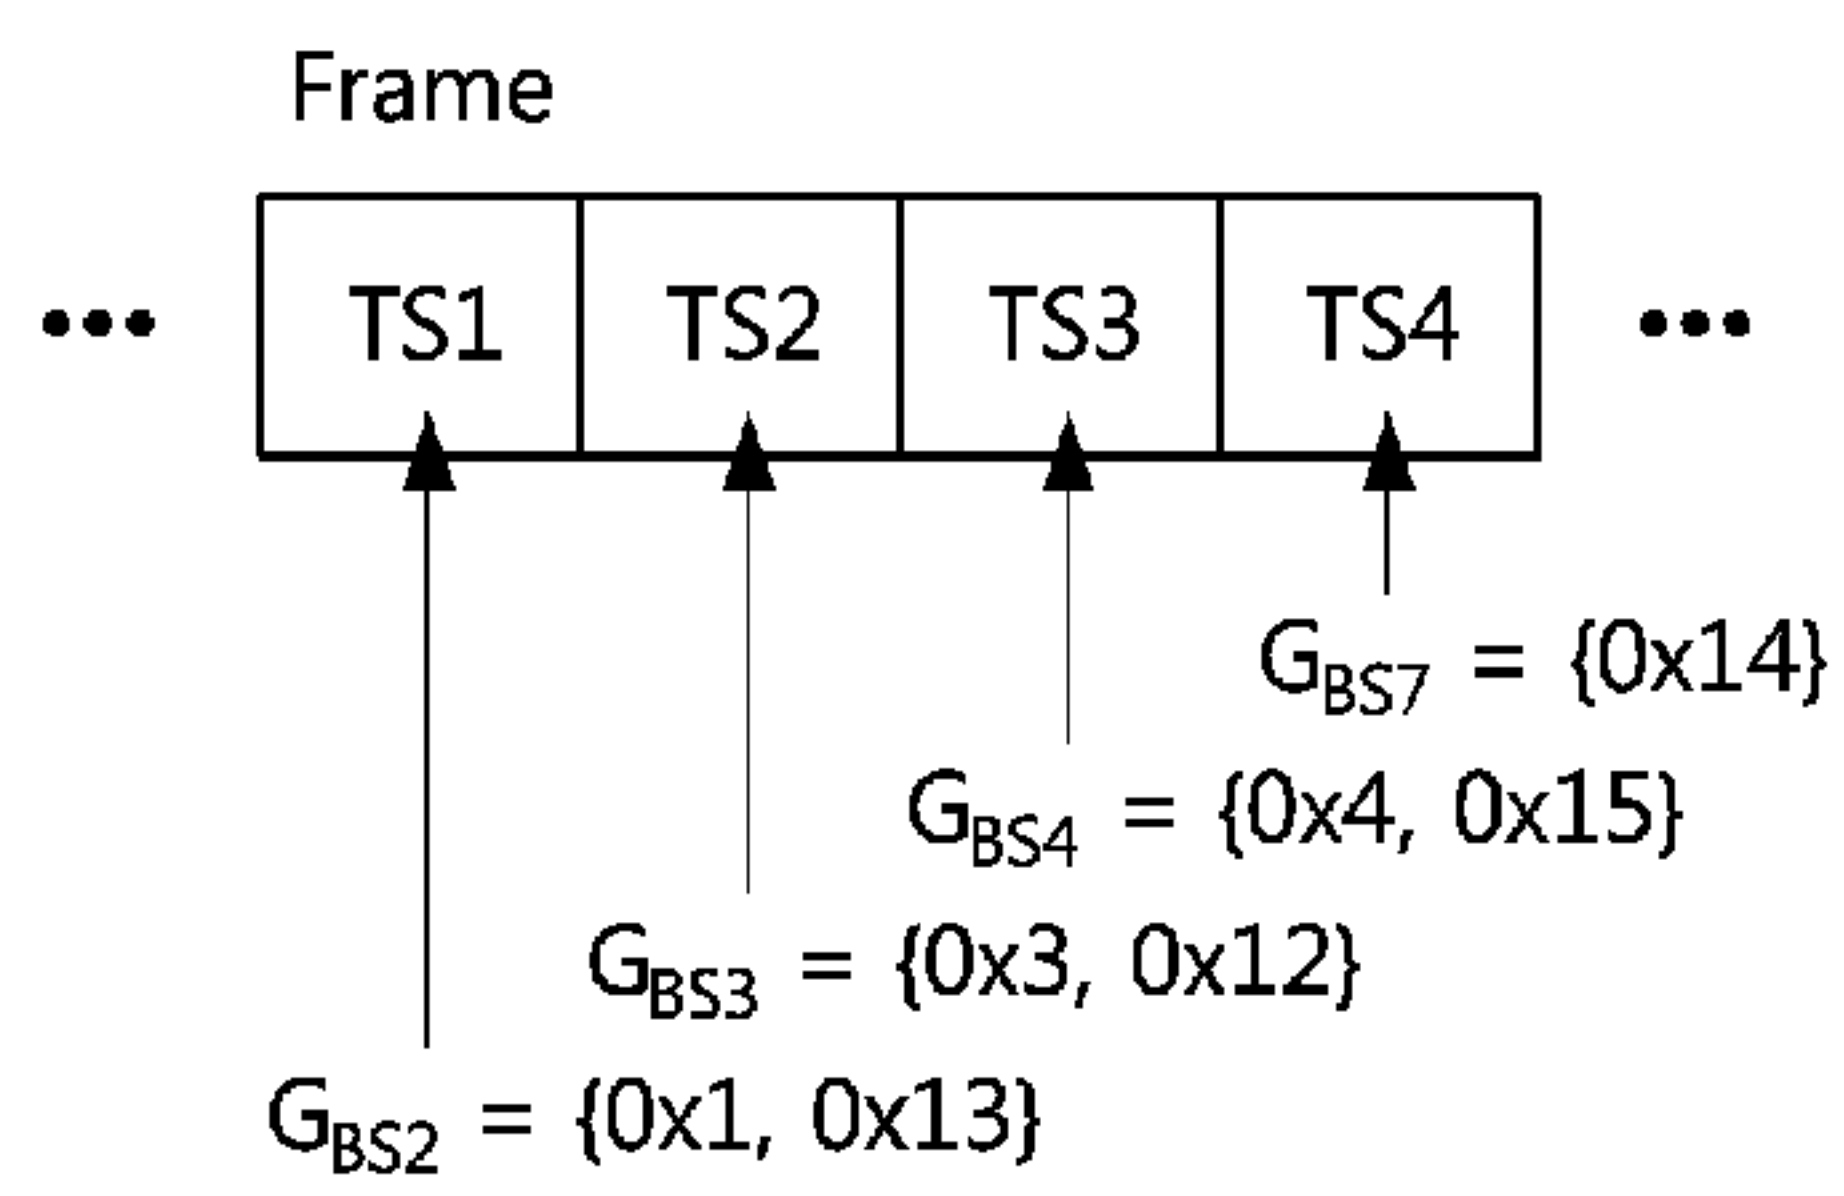 Frame
••• TS1 TS2 TS3 TS4 •••
G_BS7 = {0x14}
G_BS4 = {0x4, 0x15}
G_BS3 = {0x3, 0x12}
G_BS2 = {0x1, 0x13}